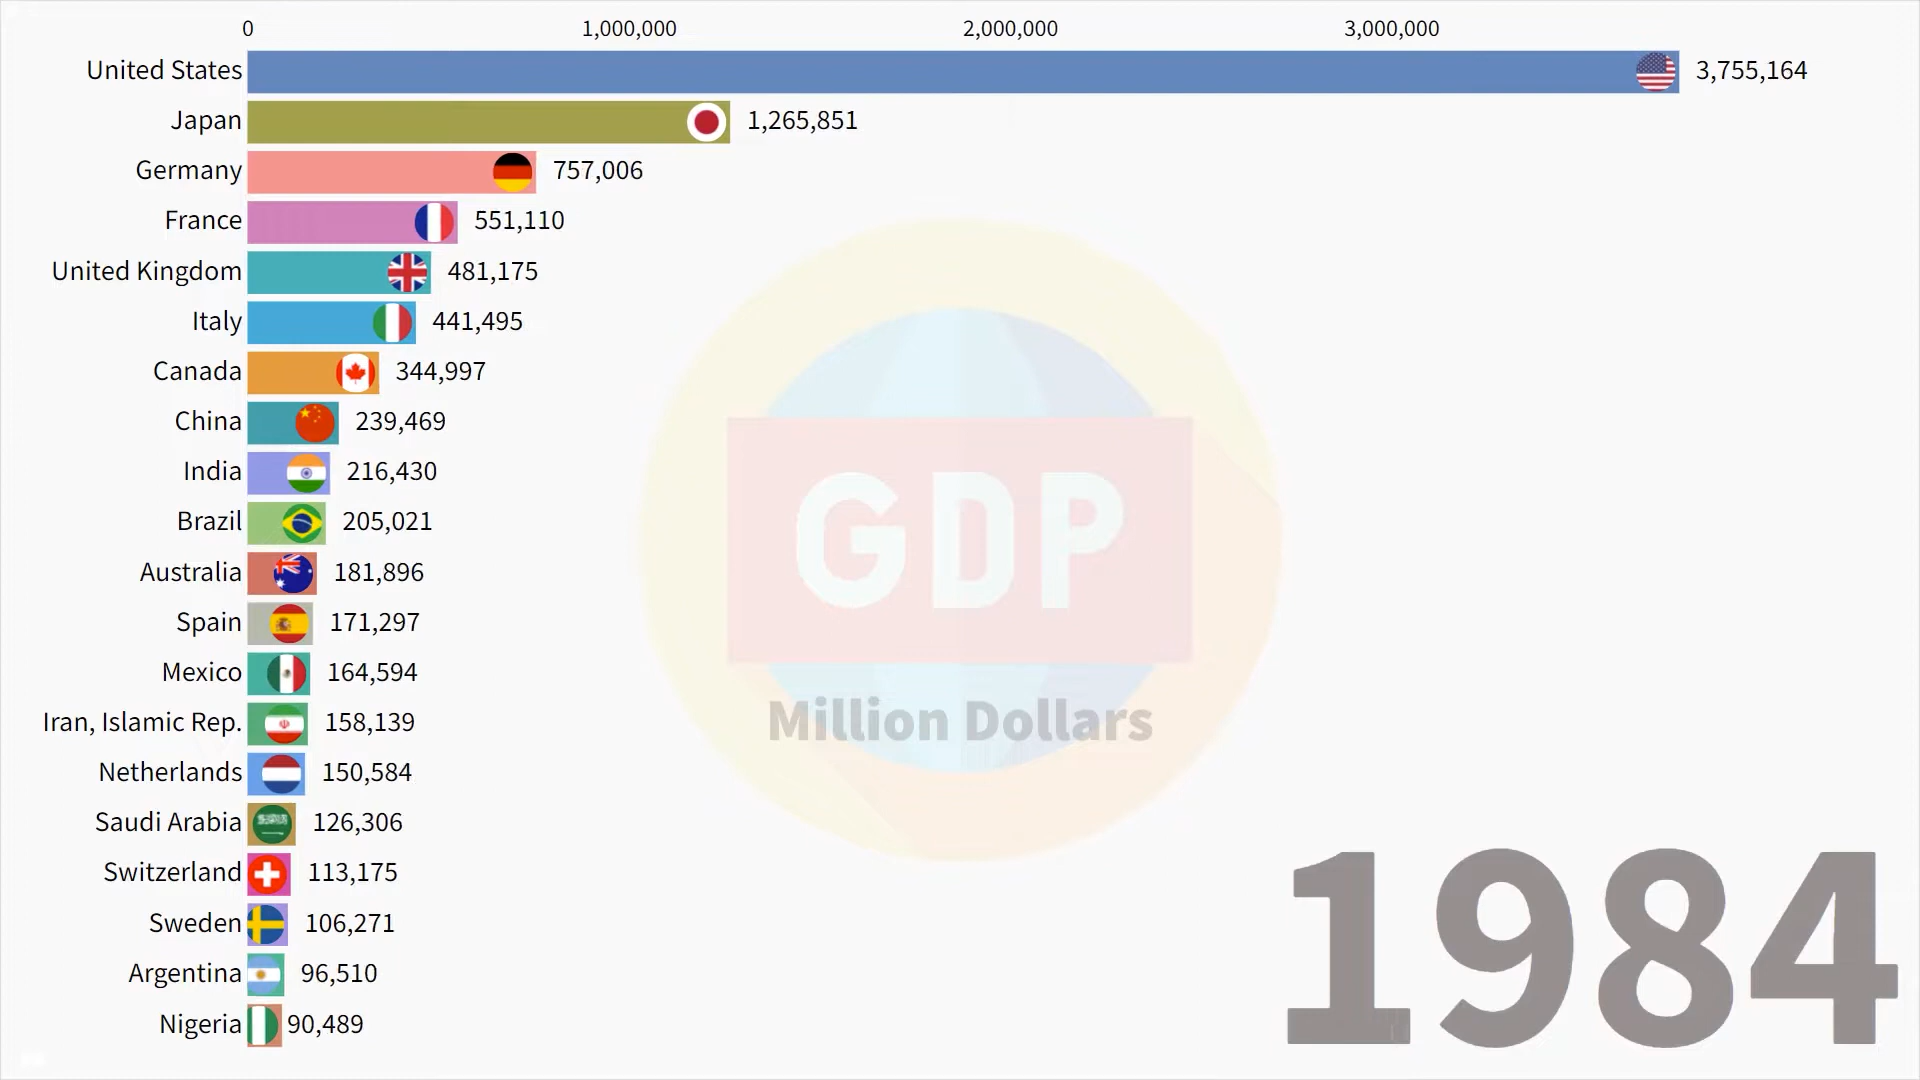 0 1,000,000 2,000,000 3,000,000
United States 3,755,164
Japan 1,265,851
Germany 757,006
France 551,110
United Kingdom 481,175
Italy 441,495
Canada 344,997
China 239,469
India 216,430
Brazil 205,021
Australia 181,896
Spain 171,297
Mexico 164,594
Iran, Islamic Rep. 158,139
Netherlands 150,584
Saudi Arabia 126,306
Switzerland 113,175
Sweden 106,271
Argentina 96,510
Nigeria 90,489
GDP
Million Dollars
1984